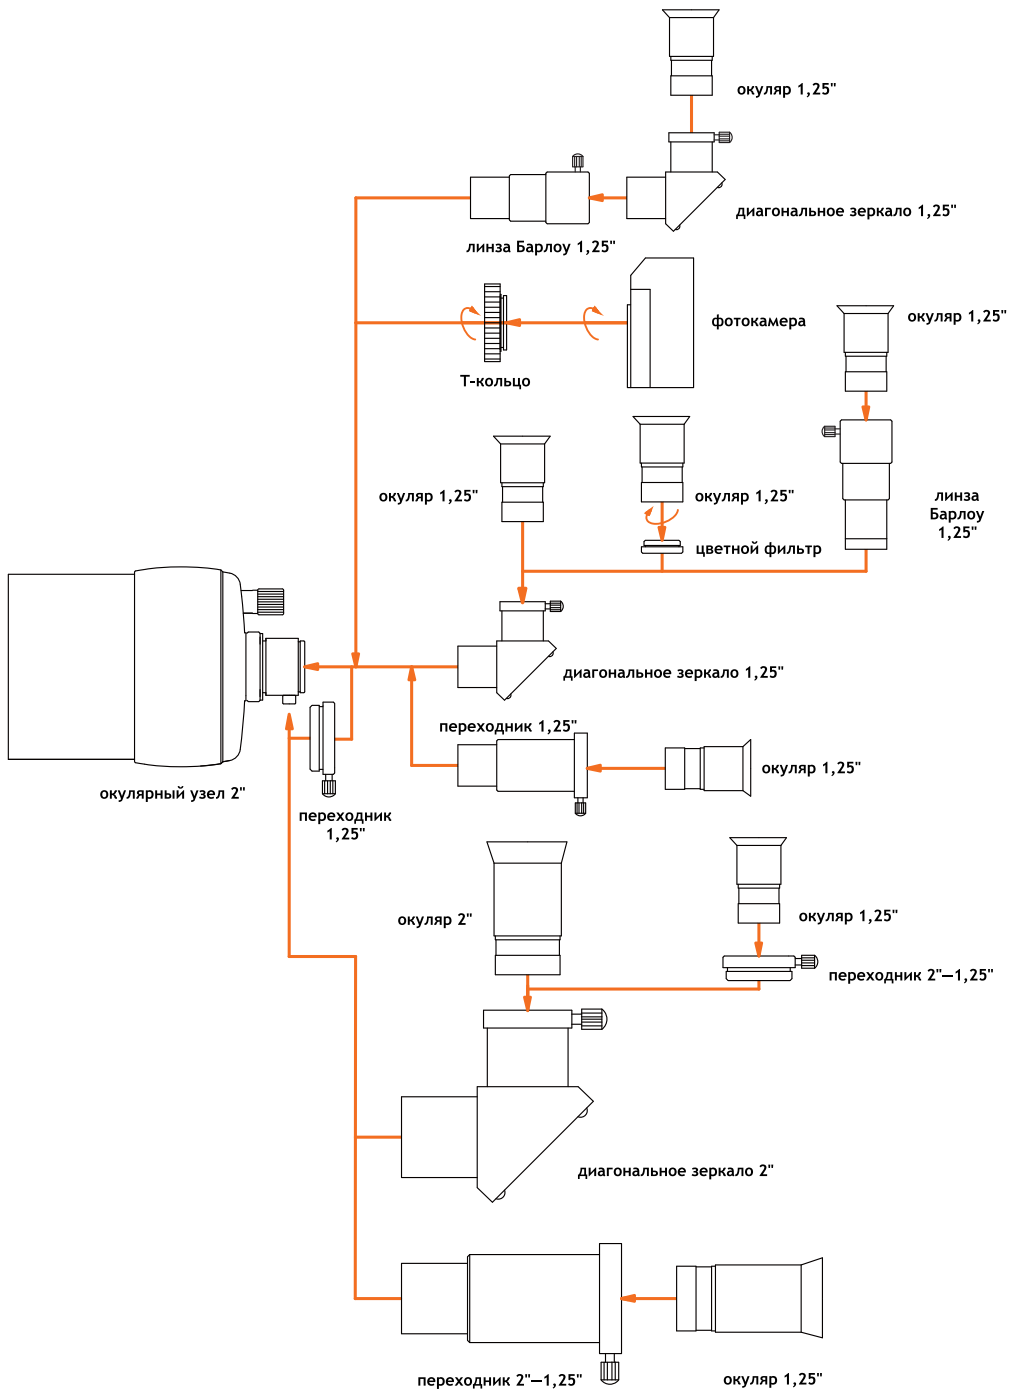 окуляр 1,25"
диагональное зеркало 1,25"
линза Барлоу 1,25"
окуляр 1,25"
фотокамера
Т-кольцо
окуляр 1,25"
окуляр 1,25"
линза
Барлоу
1,25"
цветной фильтр
диагональное зеркало 1,25"
переходник 1,25"
окуляр 1,25"
окулярный узел 2"
переходник
1,25"
окуляр 2"
окуляр 1,25"
переходник 2"—1,25"
диагональное зеркало 2"
переходник 2"—1,25"
окуляр 1,25"